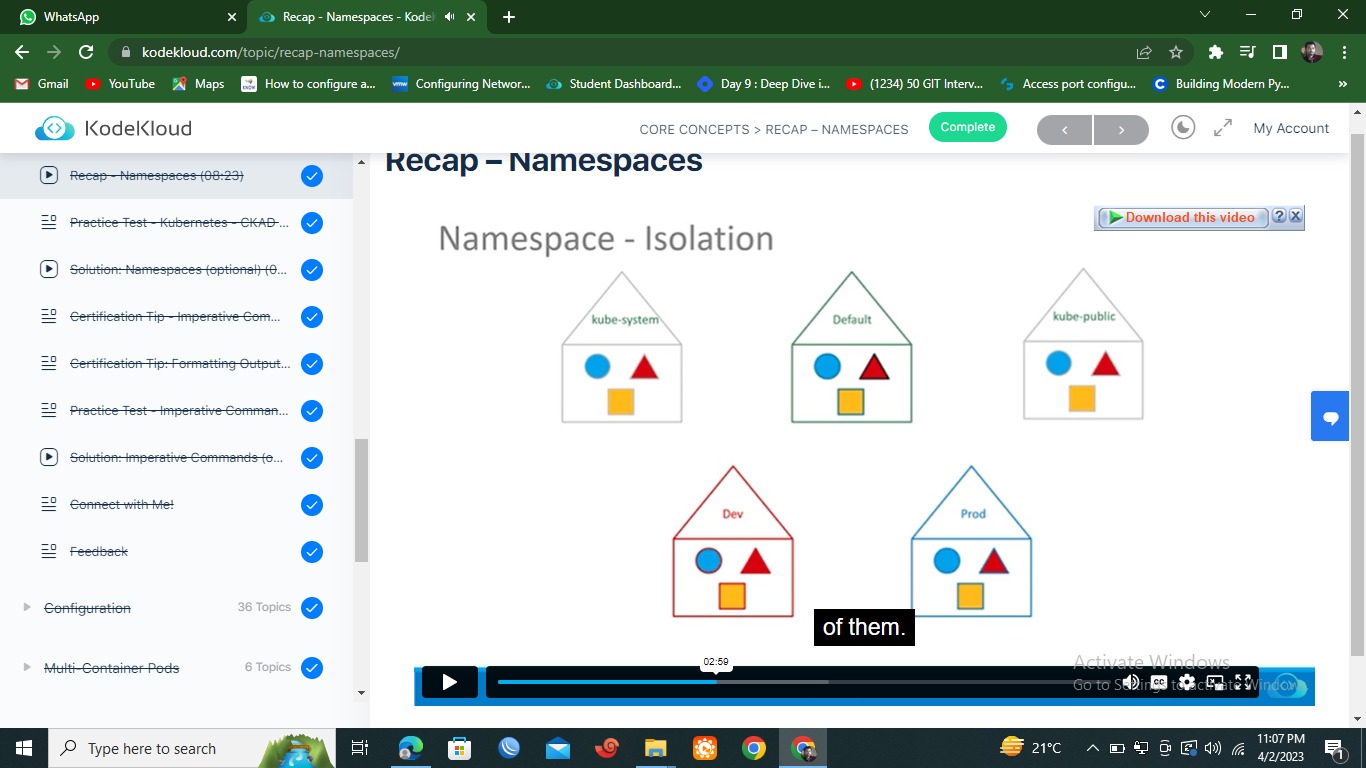 WhatsApp
Recap - Namespaces - Kodek
kodekloud.com/topic/recap-namespaces/
Gmail
YouTube
Maps
How to configure a...
Configuring Networ...
Student Dashboard...
Day 9 : Deep Dive i...
(1234) 50 GIT Interv...
Access port configu...
Building Modern Py...
KodeKloud
CORE CONCEPTS > RECAP – NAMESPACES
Complete
My Account
Recap - Namespaces (08:23)
Practice Test - Kubernetes - CKAD ...
Solution: Namespaces (optional) (0...
Certification Tip - Imperative Com...
Certification Tip: Formatting Output...
Practice Test - Imperative Comman...
Solution: Imperative Commands (o...
Connect with Me!
Feedback
Configuration
36 Topics
Multi-Container Pods
6 Topics
Recap – Namespaces
Download this video
Namespace - Isolation
kube-system
Default
kube-public
Dev
Prod
of them.
02:59
CC
Activate Windows
Go to Settings to activate Windows.
Type here to search
21°C
11:07 PM
4/2/2023
1